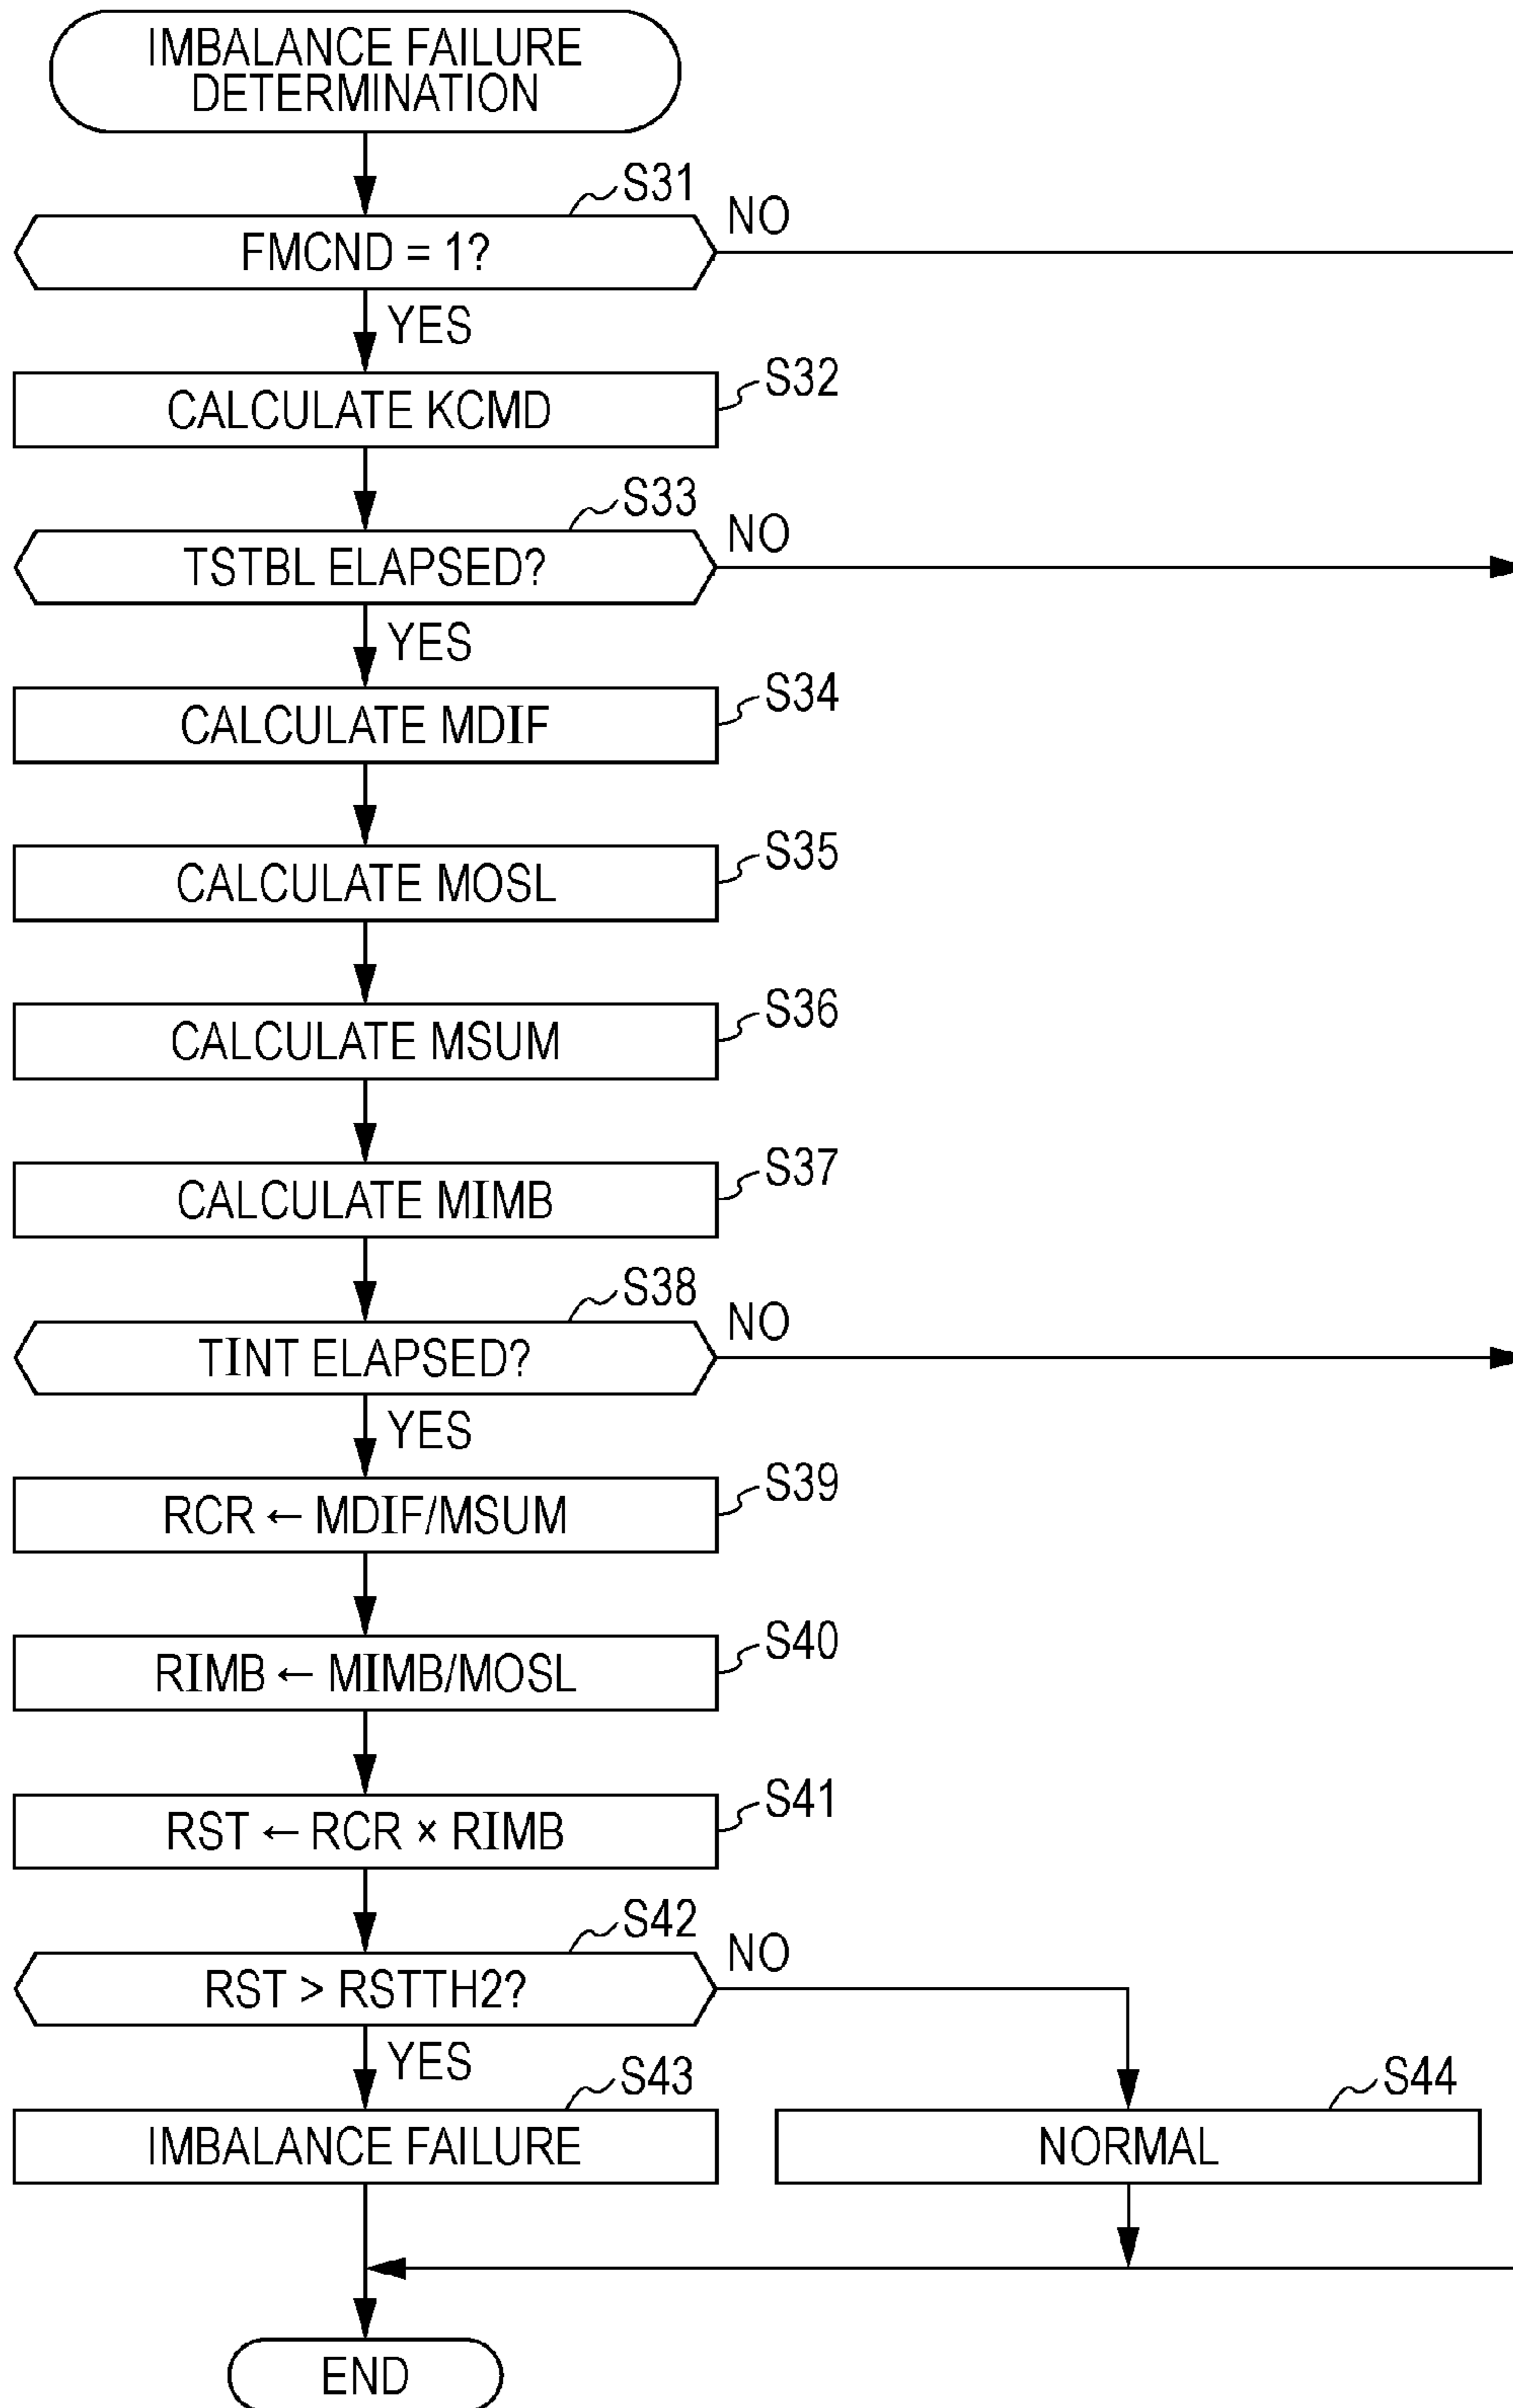 IMBALANCE FAILURE
DETERMINATION
S31
FMCND = 1?
NO
YES
S32
CALCULATE KCMD
S33
TSTBL ELAPSED?
NO
YES
S34
CALCULATE MDIF
S35
CALCULATE MOSL
S36
CALCULATE MSUM
S37
CALCULATE MIMB
S38
TINT ELAPSED?
NO
YES
S39
RCR ← MDIF/MSUM
S40
RIMB ← MIMB/MOSL
S41
RST ← RCR × RIMB
S42
RST > RSTTH2?
NO
YES
S43
IMBALANCE FAILURE
S44
NORMAL
END